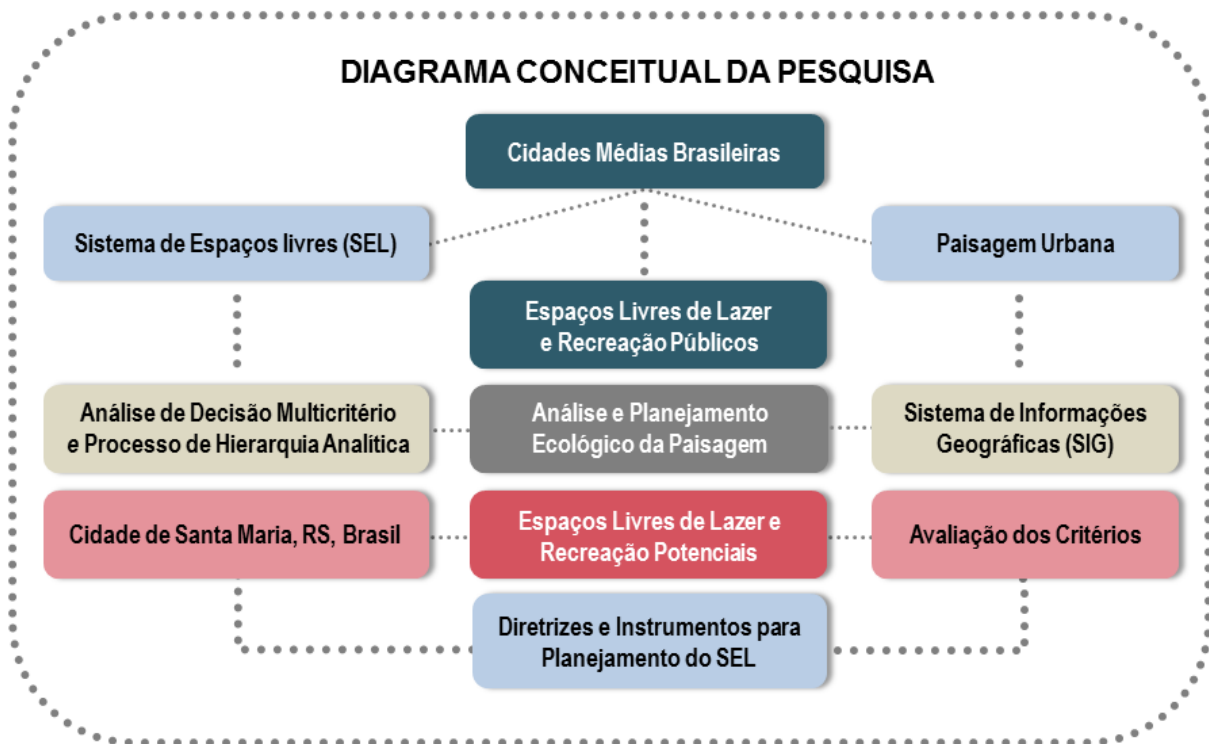 DIAGRAMA CONCEITUAL DA PESQUISA
Cidades Médias Brasileiras
Sistema de Espaços livres (SEL)
Paisagem Urbana
Espaços Livres de Lazer
e Recreação Públicos
Análise de Decisão Multicritério
e Processo de Hierarquia Analítica
Análise e Planejamento
Ecológico da Paisagem
Sistema de Informações
Geográficas (SIG)
Cidade de Santa Maria, RS, Brasil
Espaços Livres de Lazer e
Recreação Potenciais
Avaliação dos Critérios
Diretrizes e Instrumentos para
Planejamento do SEL